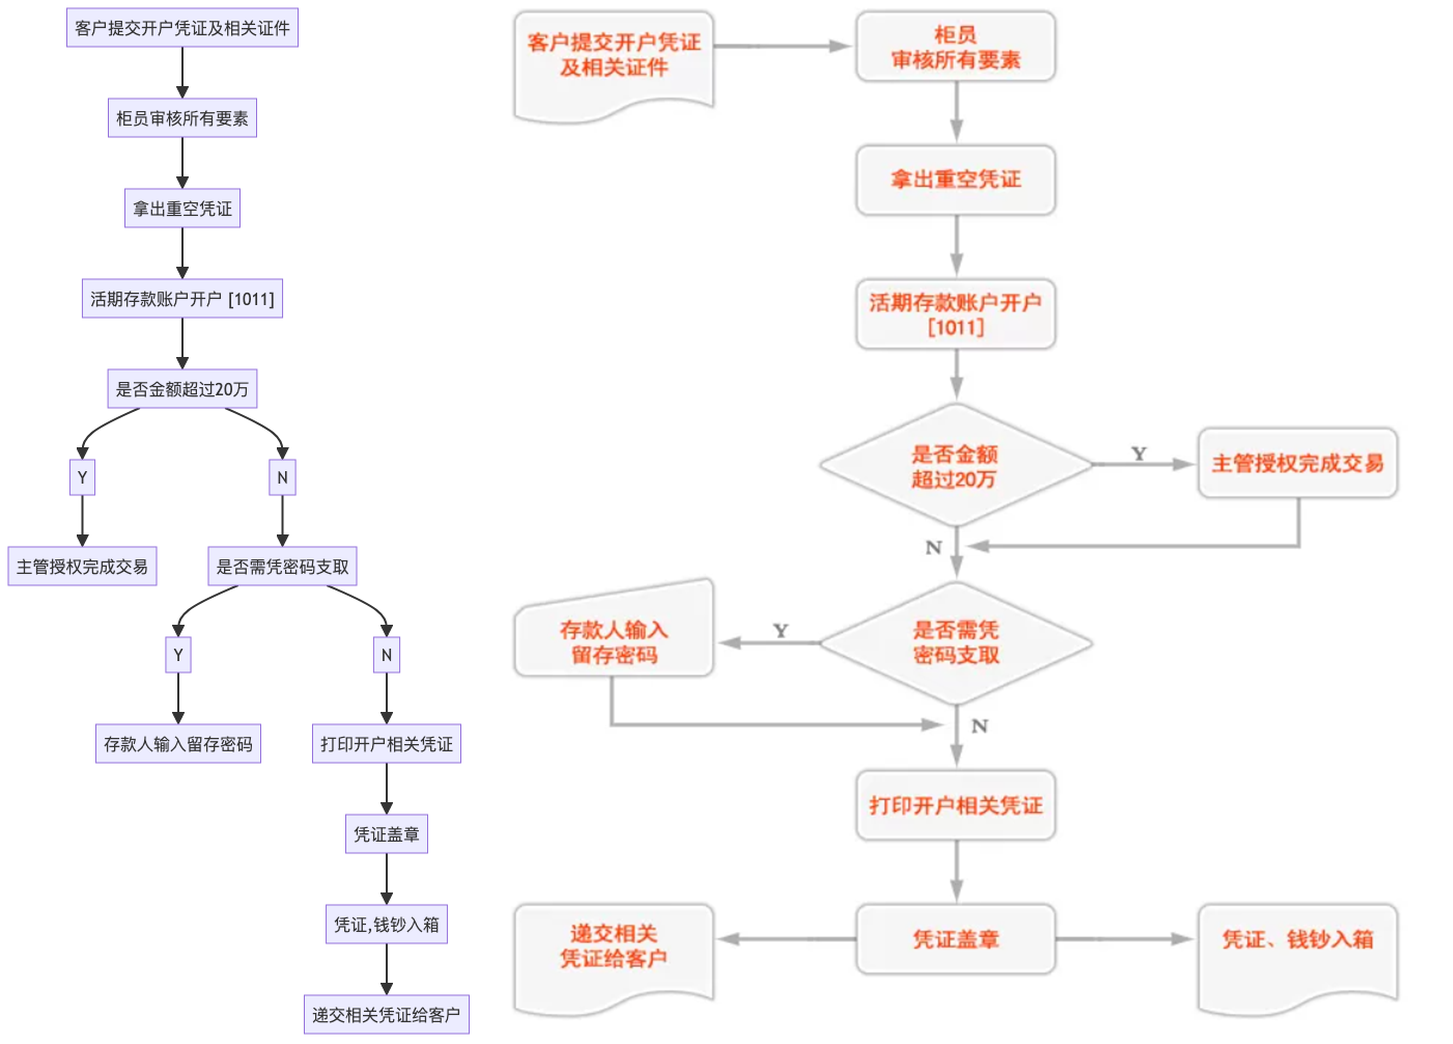 客户提交开户凭证及相关证件
柜员审核所有要素
拿出重空凭证
活期存款账户开户 [1011]
是否金额超过20万
Y
N
主管授权完成交易
是否需凭密码支取
Y
N
存款人输入留存密码
打印开户相关凭证
凭证盖章
凭证,钱钞入箱
递交相关凭证给客户
客户提交开户凭证
及相关证件
柜员
审核所有要素
拿出重空凭证
活期存款账户开户
[1011]
是否金额
超过20万
Y
主管授权完成交易
N
是否需凭
密码支取
Y
存款人输入
留存密码
N
打印开户相关凭证
递交相关
凭证给客户
凭证盖章
凭证、钱钞入箱